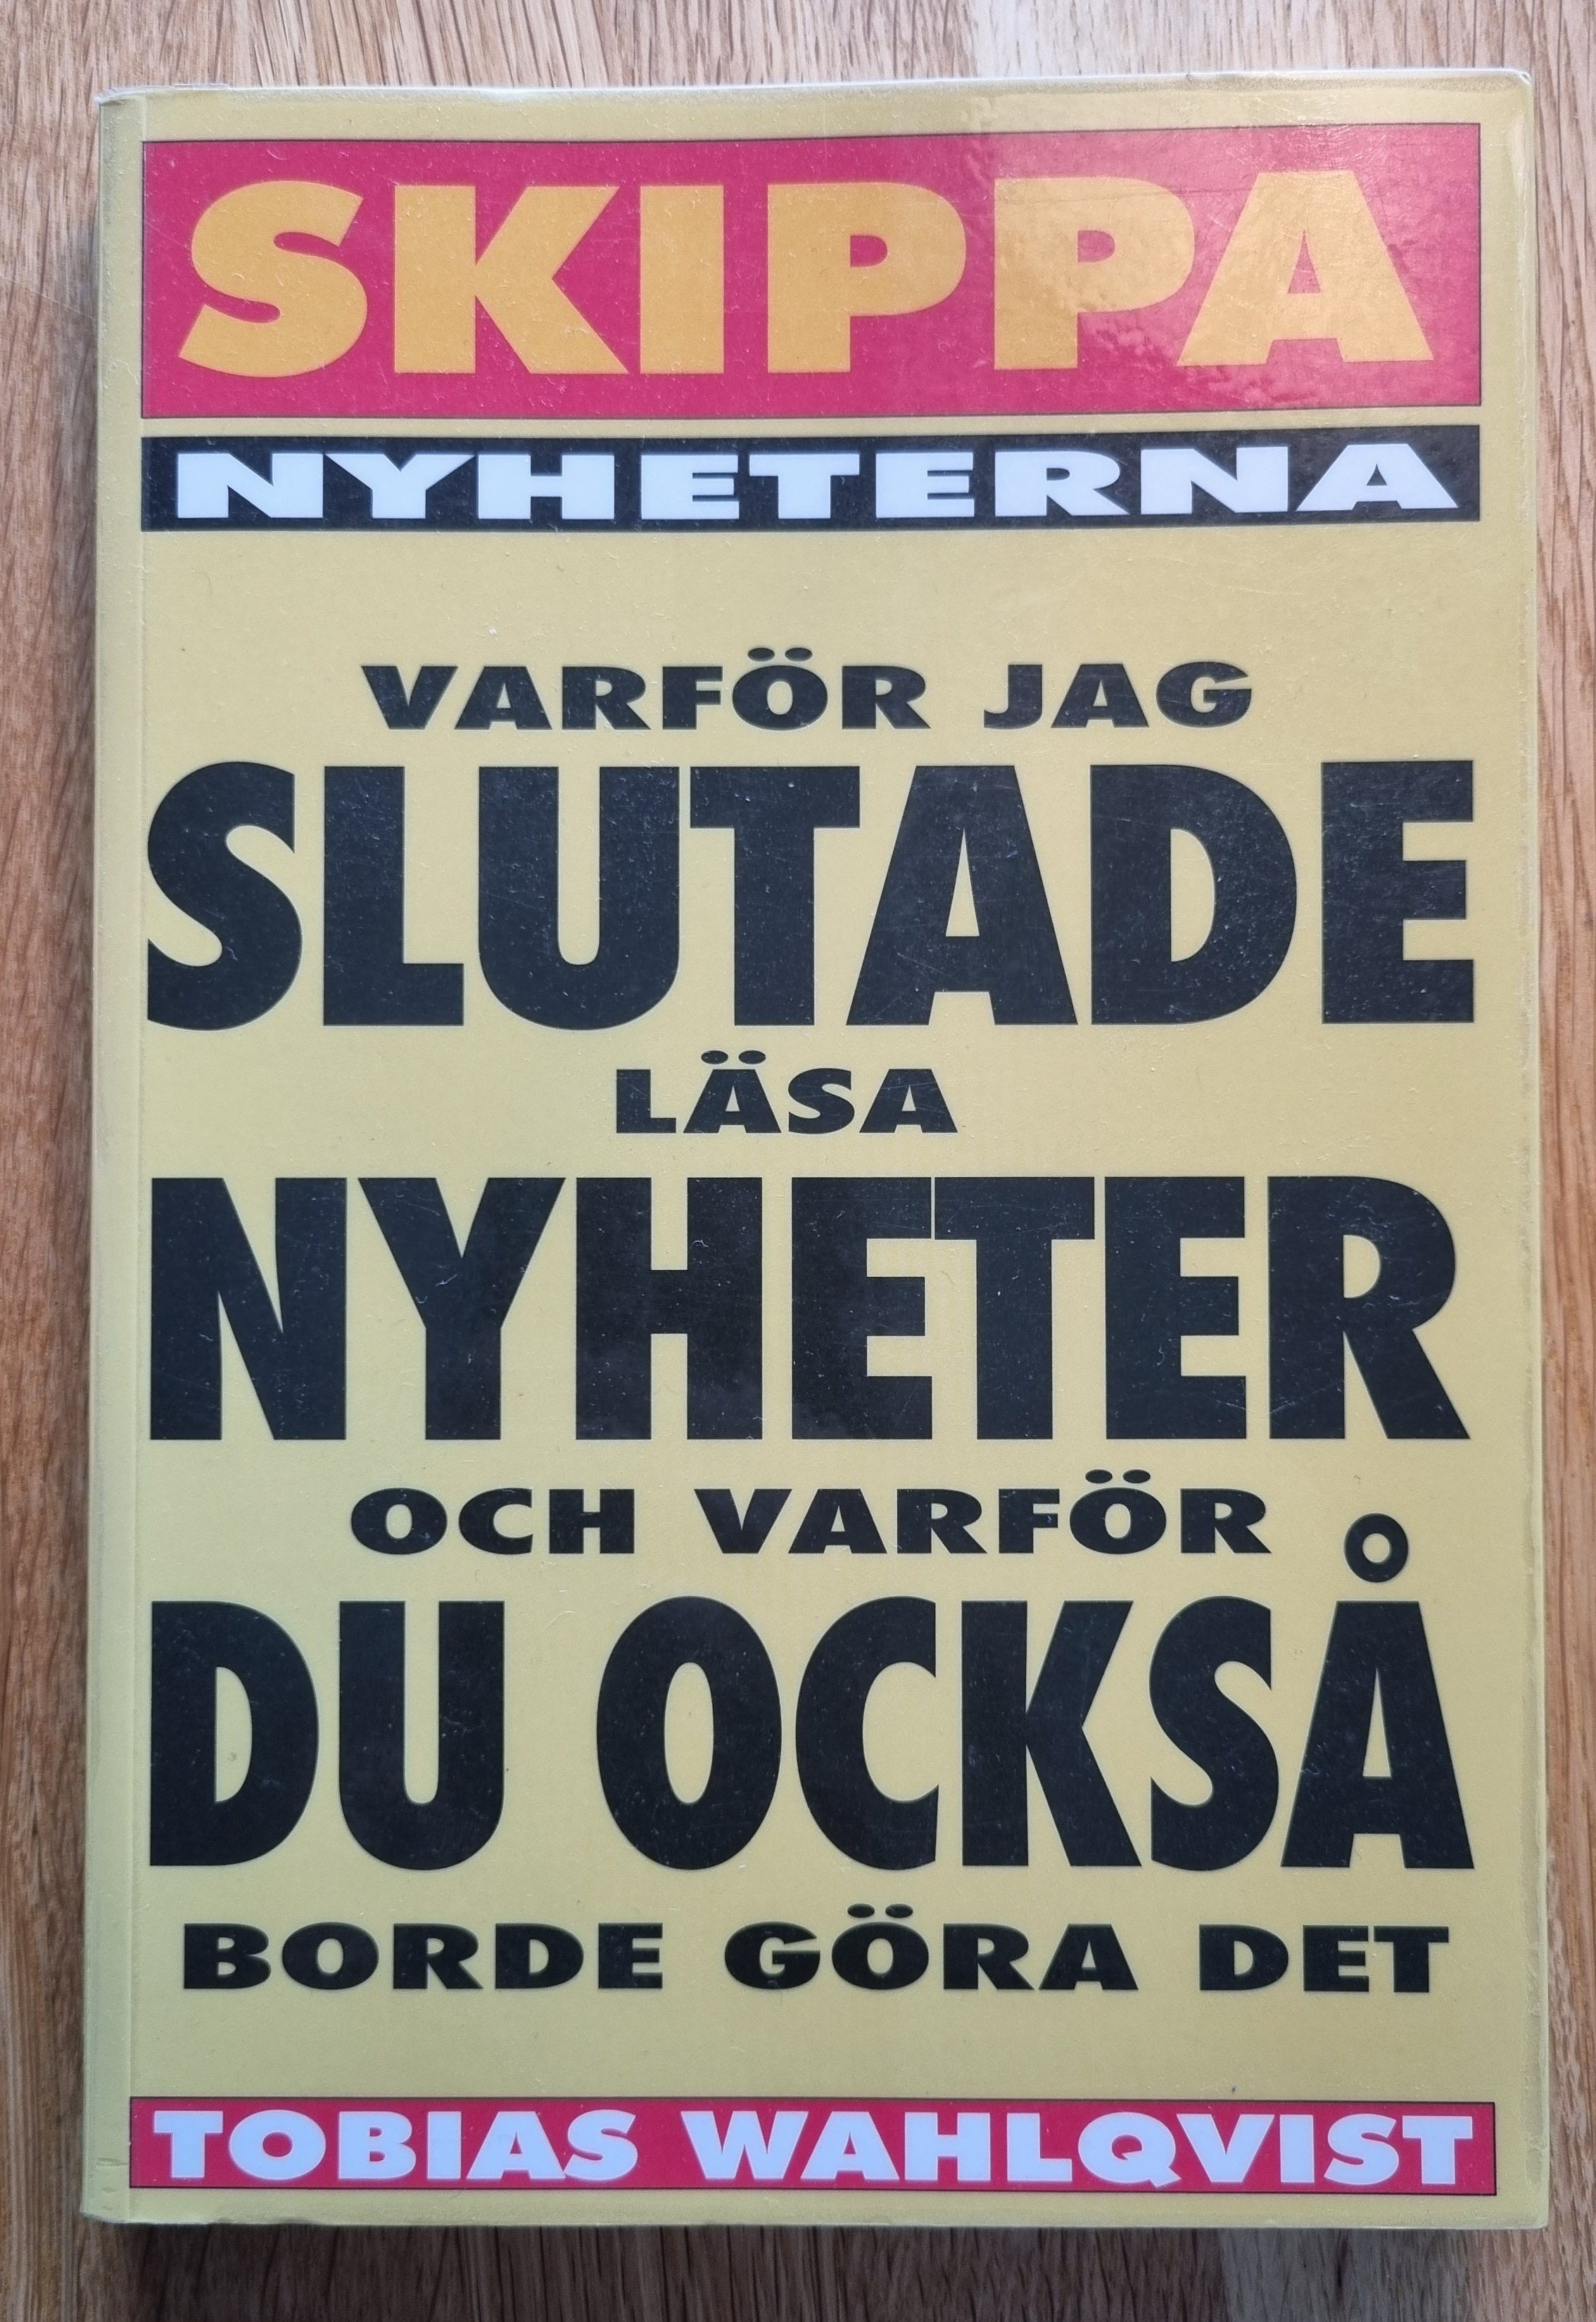 SKIPPA
NYHETERNA
VARFÖR JAG
SLUTADE
LÄSA
NYHETER
OCH VARFÖR
DU OCKSÅ
BORDE GÖRA DET
TOBIAS WAHLQVIST